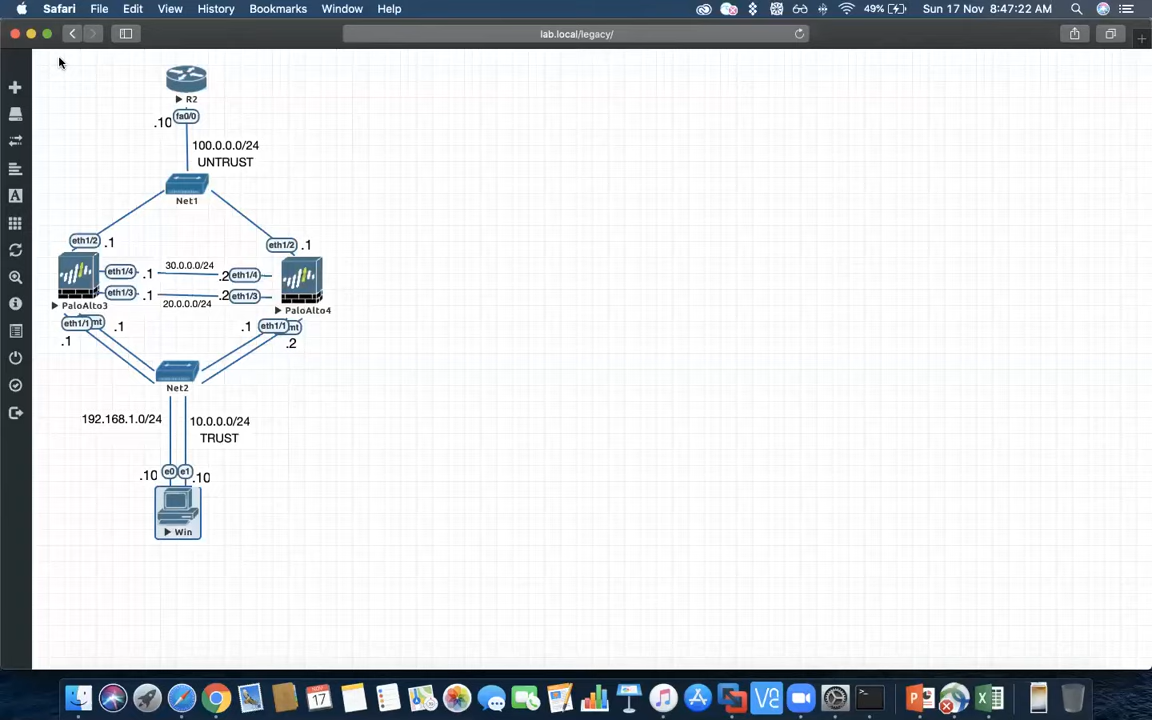 Safari File Edit View History Bookmarks Window Help 49% Sun 17 Nov 8:47:22 AM
lab.local/legacy/
R2
.10 fa0/0
100.0.0.0/24
UNTRUST
Net1
eth1/2 .1 eth1/2 .1
30.0.0.0/24
eth1/4 .1 .2 eth1/4
eth1/3 .1 .2 eth1/3
20.0.0.0/24
PaloAlto3 PaloAlto4
eth1/1 mt .1 .1 eth1/1 mt
.1 .2
Net2
192.168.1.0/24 10.0.0.0/24
TRUST
.10 e0 e1 .10
Win
NOV
17